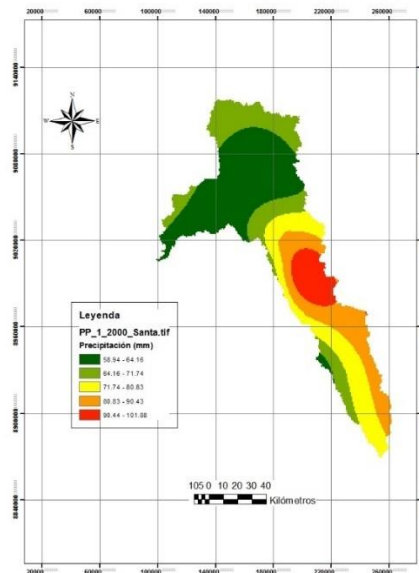 20000 60000 100000 140000 180000 220000 260000
9140000
N
W E
S
9080000
9020000
8960000
8900000
8840000
Leyenda
PP_1_2000_Santa.tif
Precipitación (mm)
58.94 - 64.16
64.16 - 71.74
71.74 - 80.83
80.83 - 90.43
90.44 - 101.88
105 0 10 20 30 40
Kilómetros
20000 60000 100000 140000 180000 220000 260000